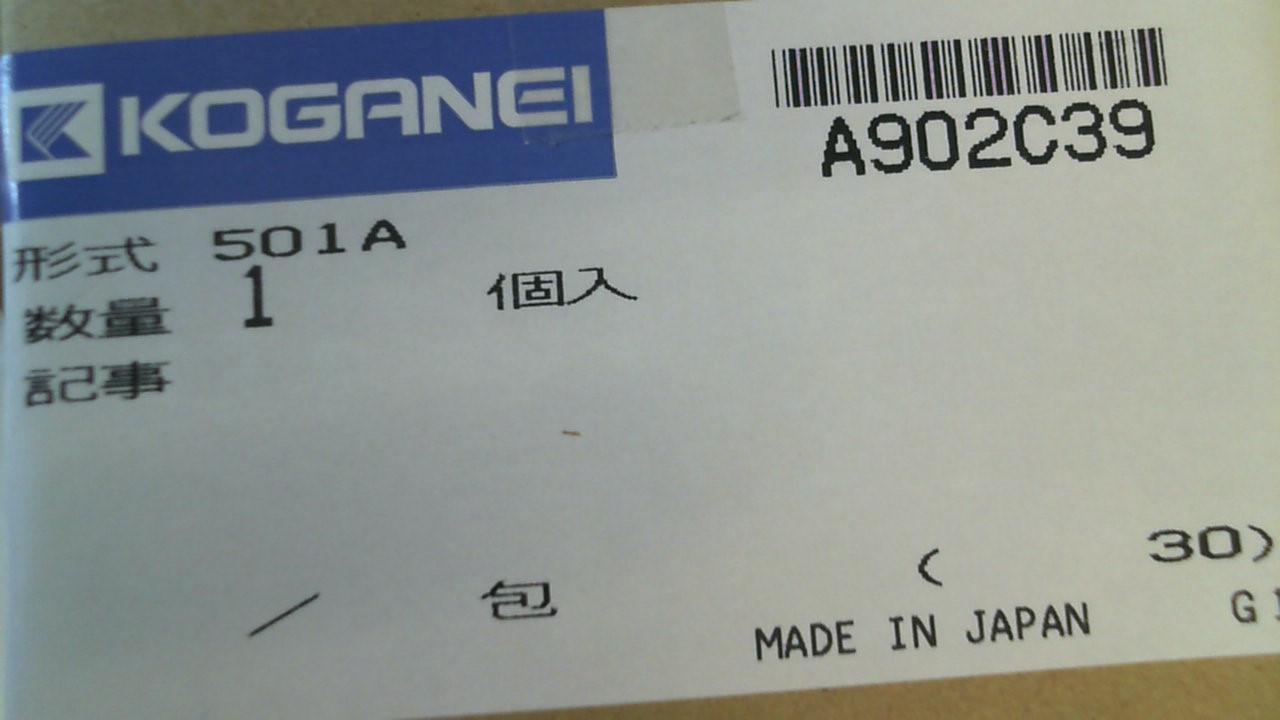 KOGANEI
A902C39
形式 501A
数量 1 個入
記事
/ 包 ( 30)
MADE IN JAPAN G